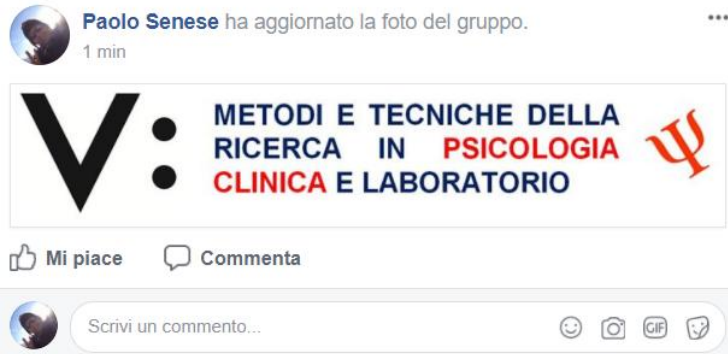 Paolo Senese ha aggiornato la foto del gruppo.
1 min
V:
METODI E TECNICHE DELLA
RICERCA IN PSICOLOGIA
CLINICA E LABORATORIO
Ψ
Mi piace Commenta
Scrivi un commento...
GIF